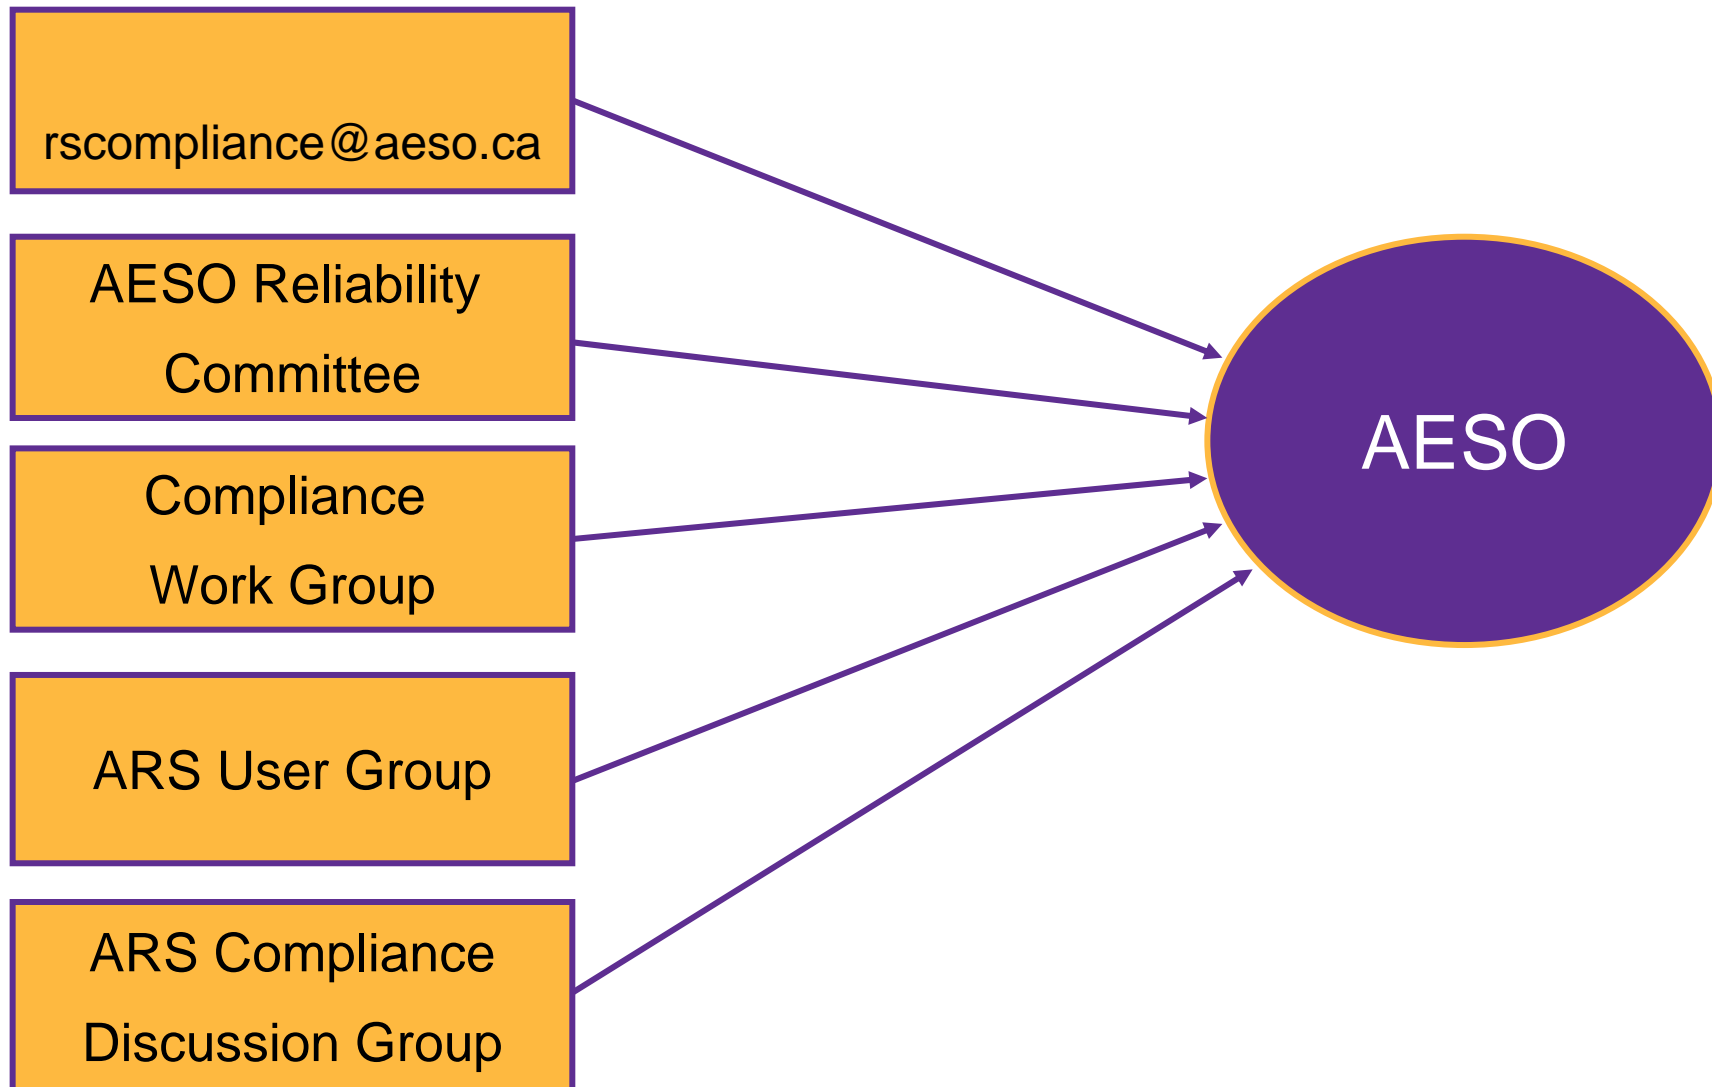 rscompliance@aeso.ca
AESO Reliability
Committee
Compliance
Work Group
ARS User Group
ARS Compliance
Discussion Group
AESO